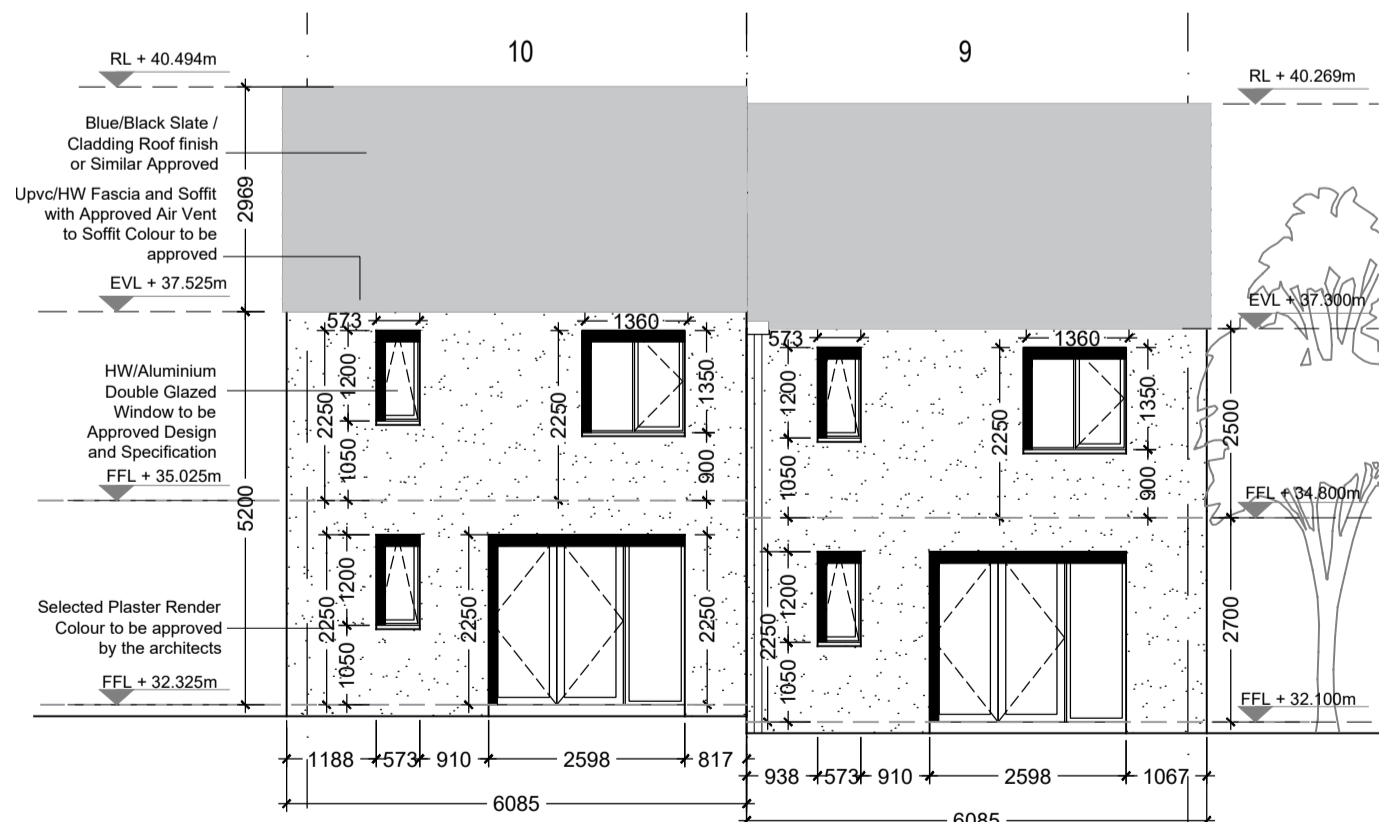 10
9
RL + 40.494m
RL + 40.269m
Blue/Black Slate /
Cladding Roof finish
or Similar Approved
Upvc/HW Fascia and Soffit
with Approved Air Vent
to Soffit Colour to be
approved
2969
EVL + 37.525m
EVL + 37.300m
573
1360
573
1360
HW/Aluminium
Double Glazed
Window to be
Approved Design
and Specification
2250
1200
1050
2250
1350
900
1200
1050
2250
1350
900
2500
FFL + 35.025m
FFL + 34.800m
5200
Selected Plaster Render
Colour to be approved
by the architects
2250
1200
1050
2250
2250
2250
1200
1050
2700
FFL + 32.325m
FFL + 32.100m
1188
573
910
2598
817
938
573
910
2598
1067
6085
6085